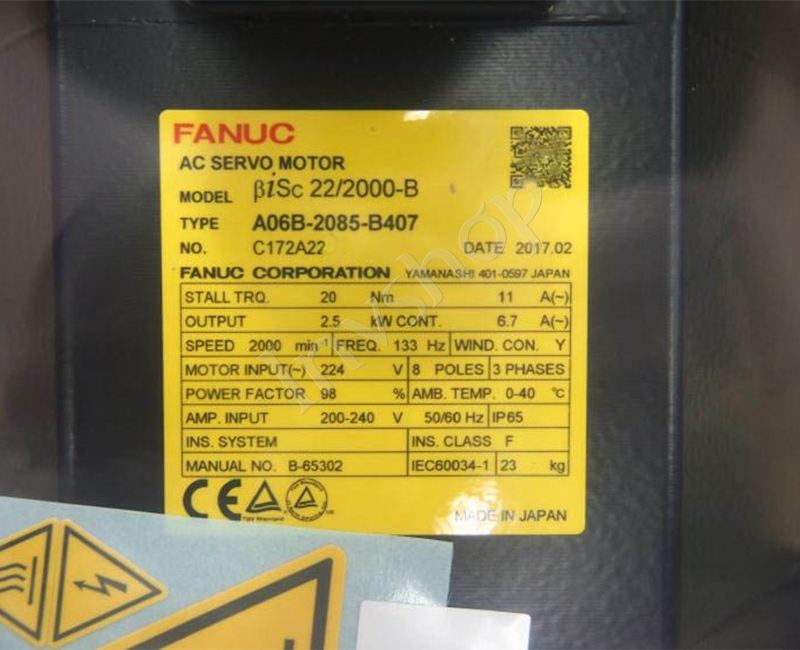 FANUC
AC SERVO MOTOR
MODEL βiSc 22/2000-B
TYPE A06B-2085-B407
NO. C172A22 DATE 2017.02
FANUC CORPORATION YAMANASHI 401-0597 JAPAN
STALL TRQ. 20 Nm 11 A(~)
OUTPUT 2.5 kW CONT. 6.7 A(~)
SPEED 2000 min⁻¹ FREQ. 133 Hz WIND. CON. Y
MOTOR INPUT(~) 224 V 8 POLES 3 PHASES
POWER FACTOR 98 % AMB. TEMP. 0-40 °C
AMP. INPUT 200-240 V 50/60 Hz IP65
INS. SYSTEM INS. CLASS F
MANUAL NO. B-65302 IEC60034-1 23 kg
CE
TÜV Rheinland
MADE IN JAPAN
Invshop